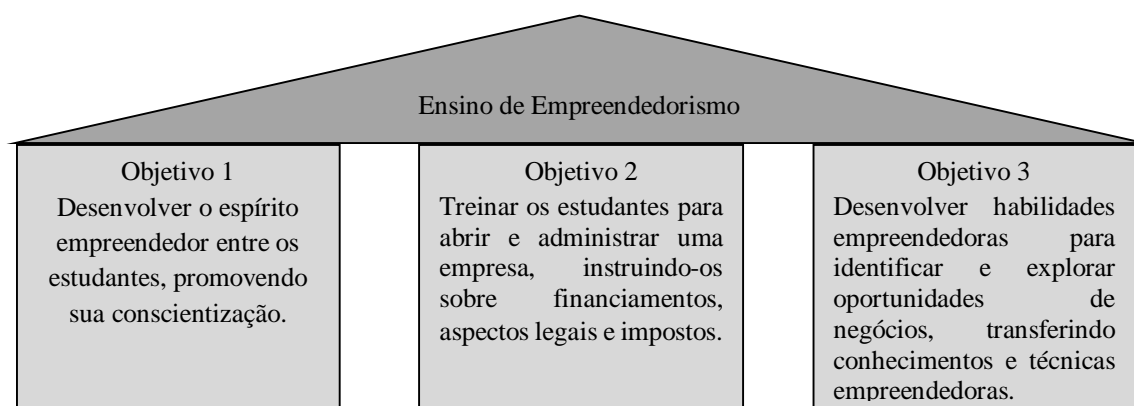 Ensino de Empreendedorismo
Objetivo 1
Desenvolver o espírito
empreendedor entre os
estudantes, promovendo
sua conscientização.
Objetivo 2
Treinar os estudantes para
abrir e administrar uma
empresa, instruindo-os
sobre financiamentos,
aspectos legais e impostos.
Objetivo 3
Desenvolver habilidades
empreendedoras para
identificar e explorar
oportunidades de
negócios, transferindo
conhecimentos e técnicas
empreendedoras.